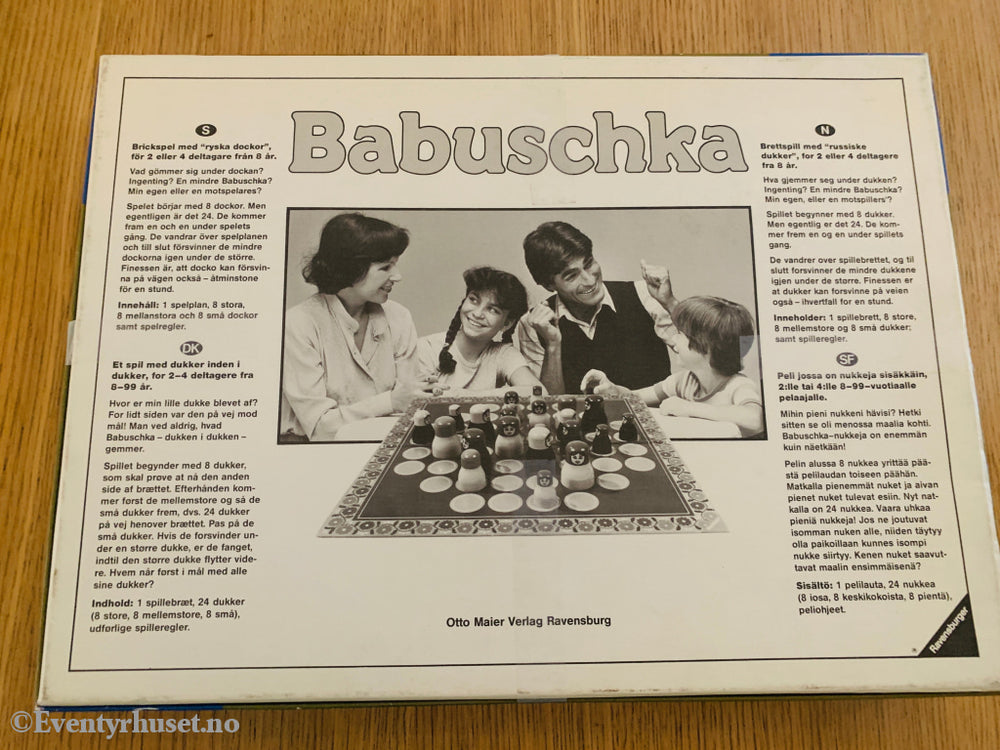 Babuschka
S
Brickspel med "ryska dockor",
för 2 eller 4 deltagare från 8 år.
Vad gömmer sig under dockan?
Ingenting? En mindre Babuschka?
Min egen eller en motspelares?
Spelet börjar med 8 dockor. Men
egentligen är det 24. De kommer
fram en och en under spelets
gång. De vandrar över spelplanen
och till slut försvinner de mindre
dockorna igen under de större.
Finessen är, att docko kan försvin-
na på vägen också – åtminstone
för en stund.
Innehåll: 1 spelplan, 8 stora,
8 mellanstora och 8 små dockor
samt spelregler.
DK
Et spil med dukker inden i
dukker, for 2–4 deltagere fra
8–99 år.
Hvor er min lille dukke blevet af?
For lidt siden var den på vej mod
mål! Man ved aldrig, hvad
Babuschka – dukken i dukken –
gemmer.
Spillet begynder med 8 dukker,
som skal prøve at nå den anden
side af brættet. Efterhånden kom-
mer først de mellemstore og så de
små dukker frem, dvs. 24 dukker
på vej henover brættet. Pas på de
små dukker. Hvis de forsvinder un-
der en større dukke, er de fanget,
indtil den større dukke flytter vide-
re. Hvem når først i mål med alle
sine dukker?
Indhold: 1 spillebræt, 24 dukker
(8 store, 8 mellemstore, 8 små),
udførlige spilleregler.
N
Brettspill med "russiske
dukker", for 2 eller 4 deltagere
fra 8 år.
Hva gjemmer seg under dukken?
Ingenting? En mindre Babuschka?
Min egen, eller en motspillers'?
Spillet begynner med 8 dukker.
Men egentlig er det 24. De kom-
mer frem en og en under spillets
gang.
De vandrer over spillebrettet, og til
slutt forsvinner de mindre dukkene
igjen under de større. Finessen er
at dukker kan forsvinne på veien
også – ihvertfall for en stund.
Inneholder: 1 spillebrett, 8 store,
8 mellemstore og 8 små dukker;
samt spilleregler.
SF
Peli jossa on nukkeja sisäkkäin,
2:lle tai 4:lle 8–99–vuotiaalle
pelaajalle.
Mihin pieni nukkeni hävisi? Hetki
sitten se oli menossa maalia kohti.
Babuschka–nukkeja on enemmän
kuin näetkään!
Pelin alussa 8 nukkea yrittää pää-
stä pelilaudan toiseen päähän.
Matkalla pienemmät nuket ja aivan
pienet nuket tulevat esiin. Nyt nat-
kalla on 24 nukkea. Vaara uhkaa
pieniä nukkeja! Jos ne joutuvat
isomman nuken alle, niiden täytyy
olla paikoillaan kunnes isompi
nukke siirtyy. Kenen nuket saavut-
tavat maalin ensimmäisenä?
Sisältö: 1 pelilauta, 24 nukkea
(8 iosa, 8 keskikokoista, 8 pientä),
peliohjeet.
Otto Maier Verlag Ravensburg
Ravensburger
©Eventyrhuset.no